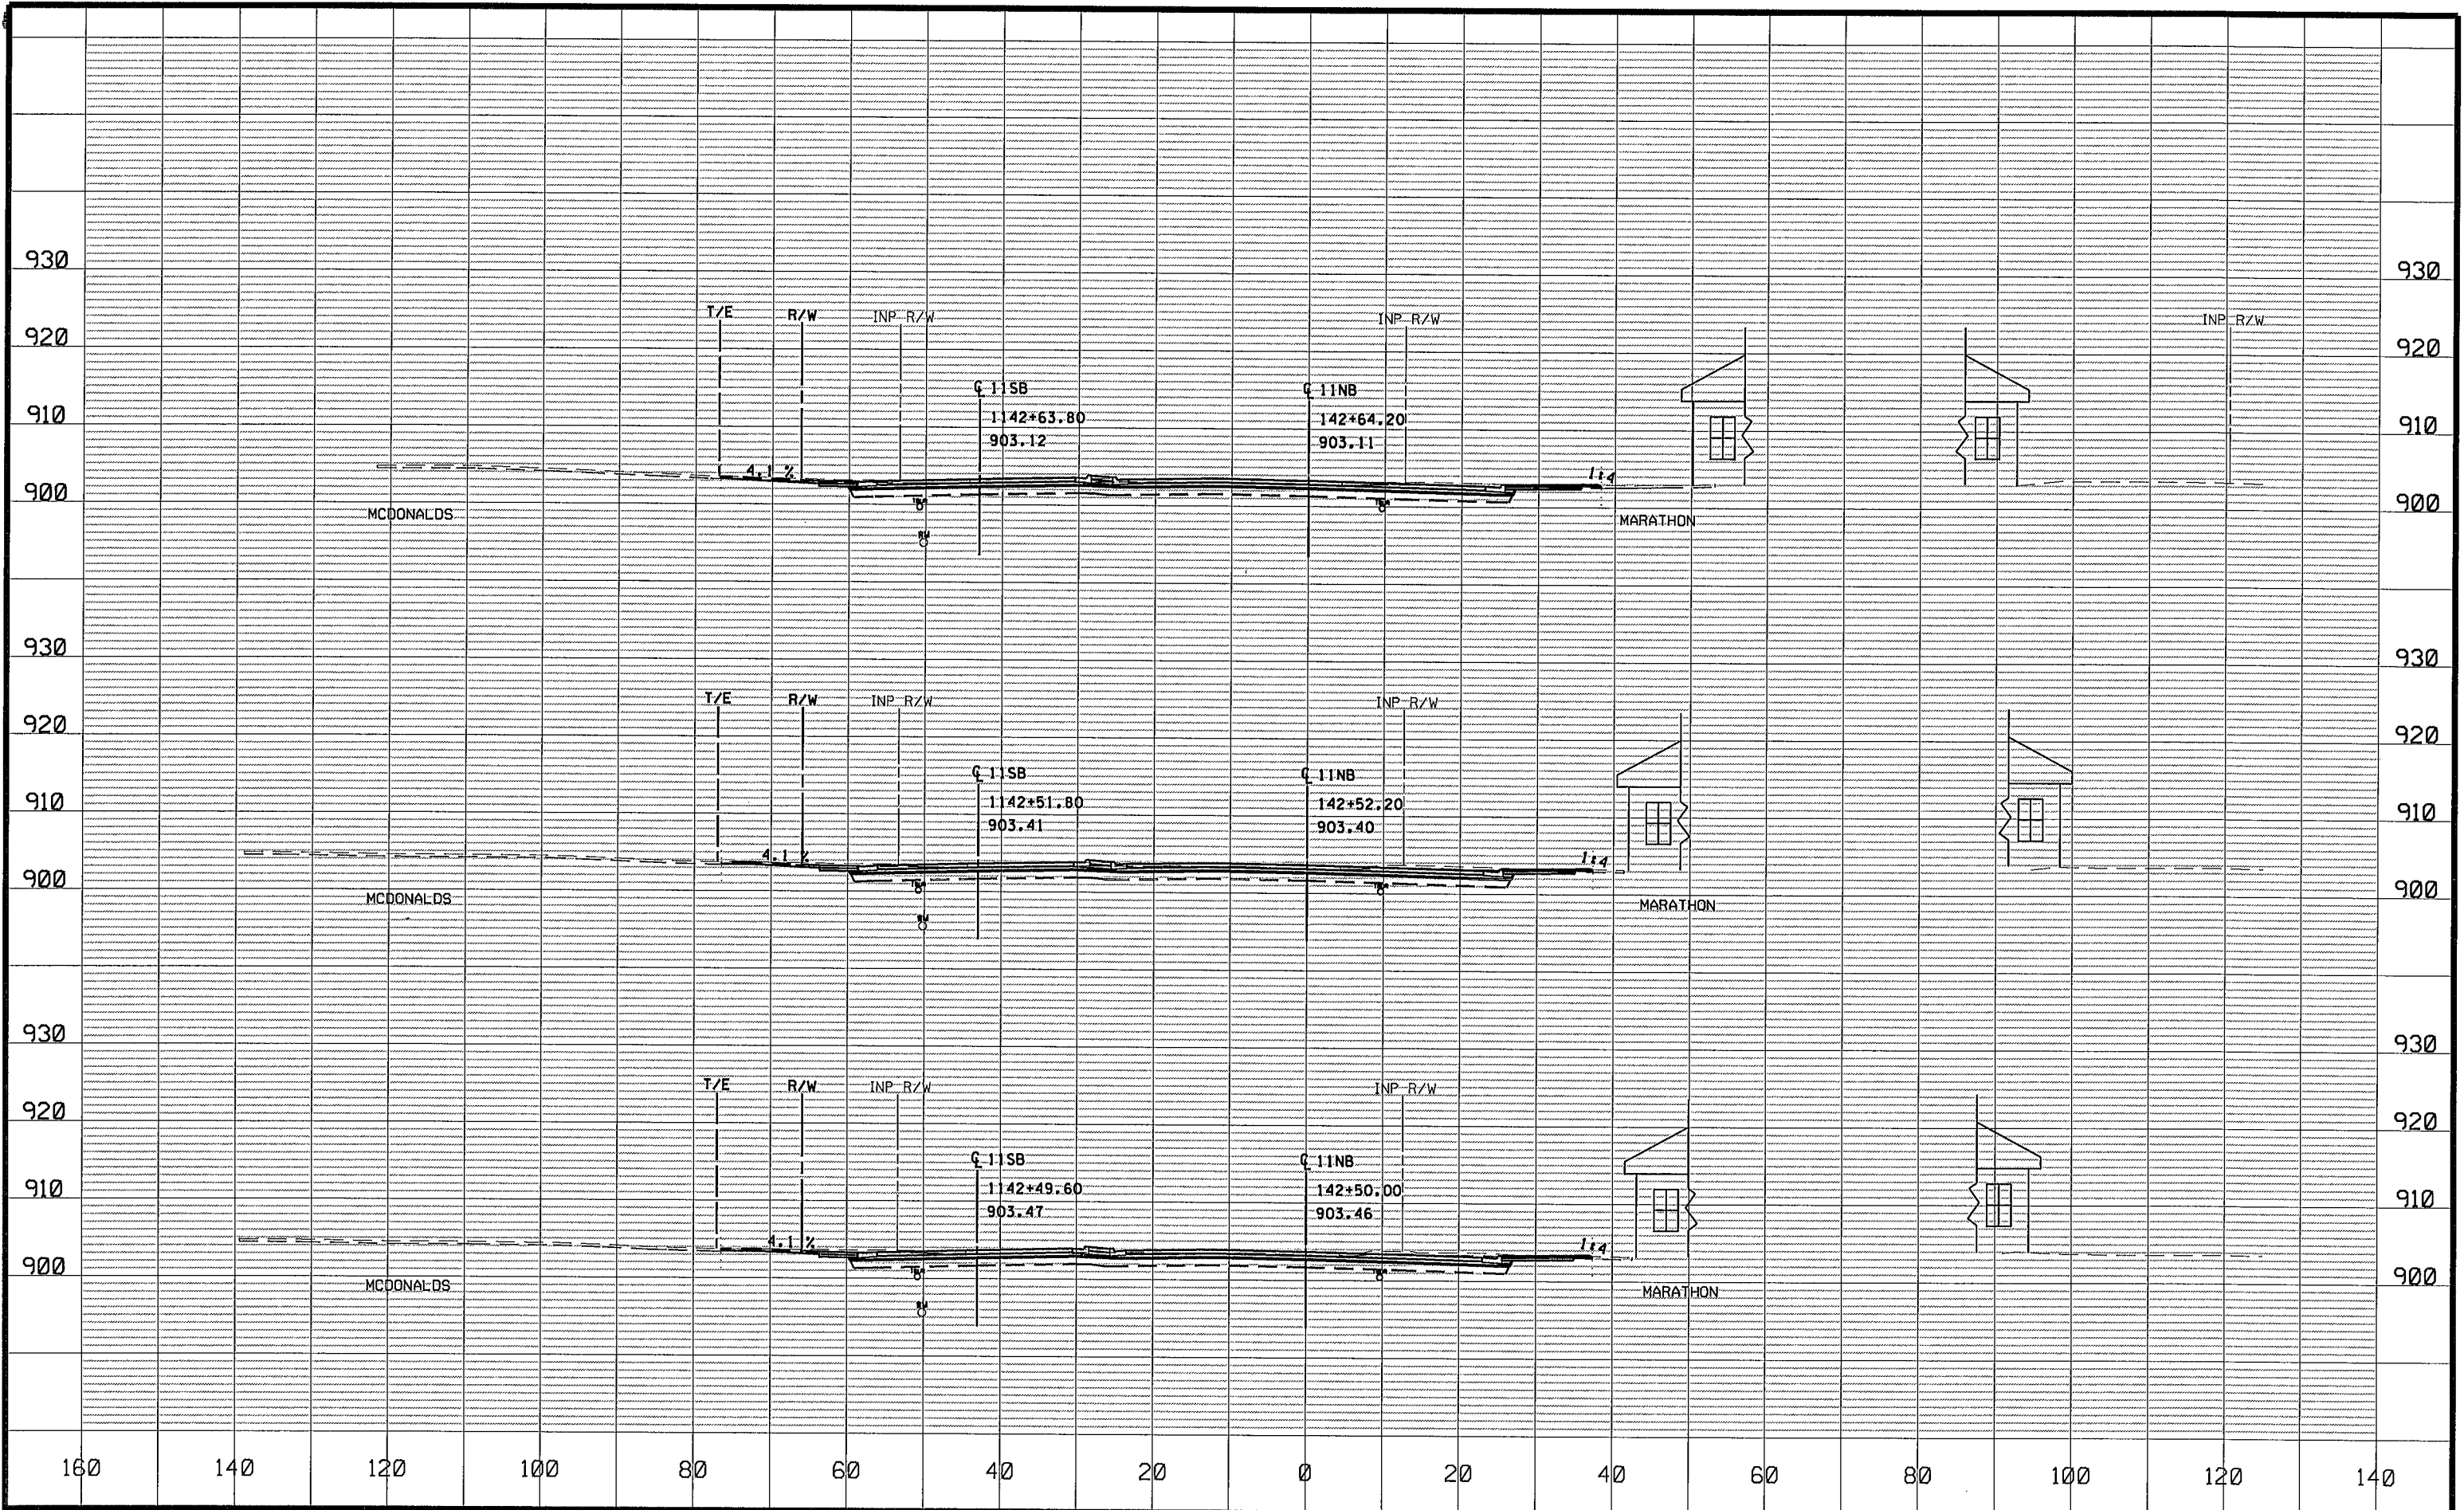 930 930
T/E R/W INP R/W INP R/W INP R/W
920 920
℄ 11SB ℄ 11NB
910 1142+63.80 142+64.20 910
903.12 903.11
4.1 % 1:4
900 900
MCDONALDS MARATHON
RW
930 930
T/E R/W INP R/W INP R/W
920 920
℄ 11SB ℄ 11NB
910 1142+51.80 142+52.20 910
903.41 903.40
4.1 % 1:4
900 900
MCDONALDS MARATHON
RW
930 930
T/E R/W INP R/W INP R/W
920 920
℄ 11SB ℄ 11NB
910 1142+49.60 142+50.00 910
903.47 903.46
4.1 % 1:4
900 900
MCDONALDS MARATHON
RW
160 140 120 100 80 60 40 20 0 20 40 60 80 100 120 140